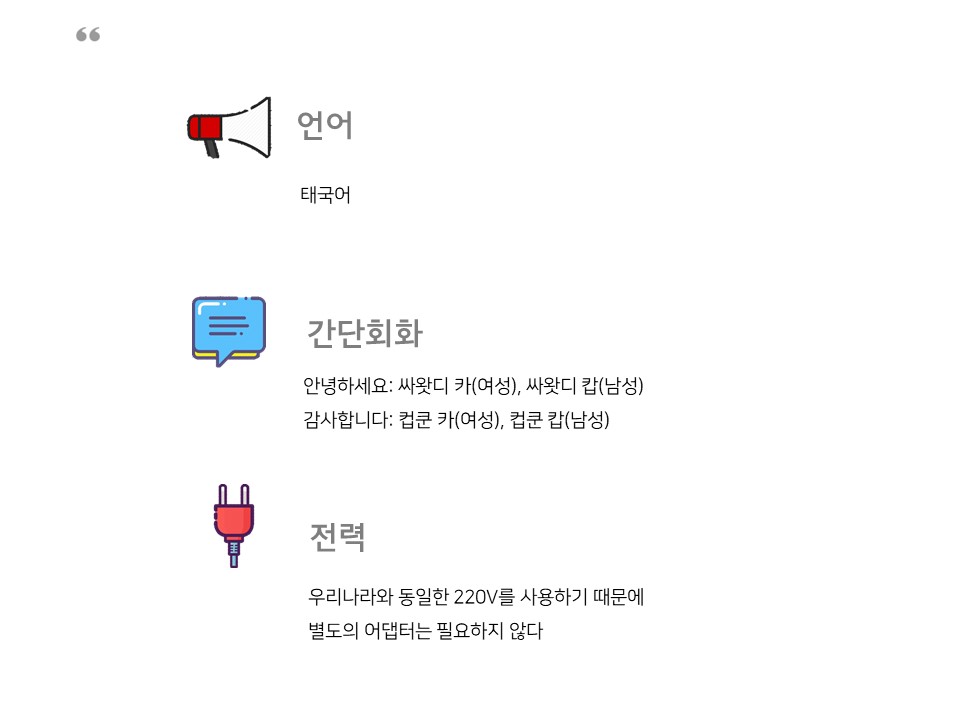 “
언어
태국어
간단회화
안녕하세요: 싸왓디 카(여성), 싸왓디 캅(남성)
감사합니다: 컵쿤 카(여성), 컵쿤 캅(남성)
전력
우리나라와 동일한 220V를 사용하기 때문에
별도의 어댑터는 필요하지 않다